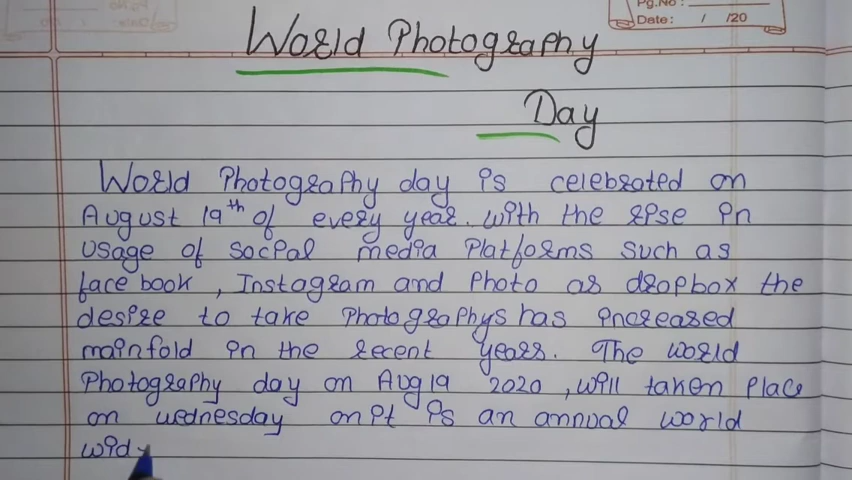 Pg.No :
Date: / /20
World Photography
Day
World Photography day is celebrated on
August 19th of every year. with the rise in
usage of social media Platforms such as
face book , Instagram and Photo as dropbox the
desire to take Photographys has increased
mainfold in the recent years. The world
Photography day on Aug 19 2020 , will taken Place
on wednesday on it is an annual world
wid